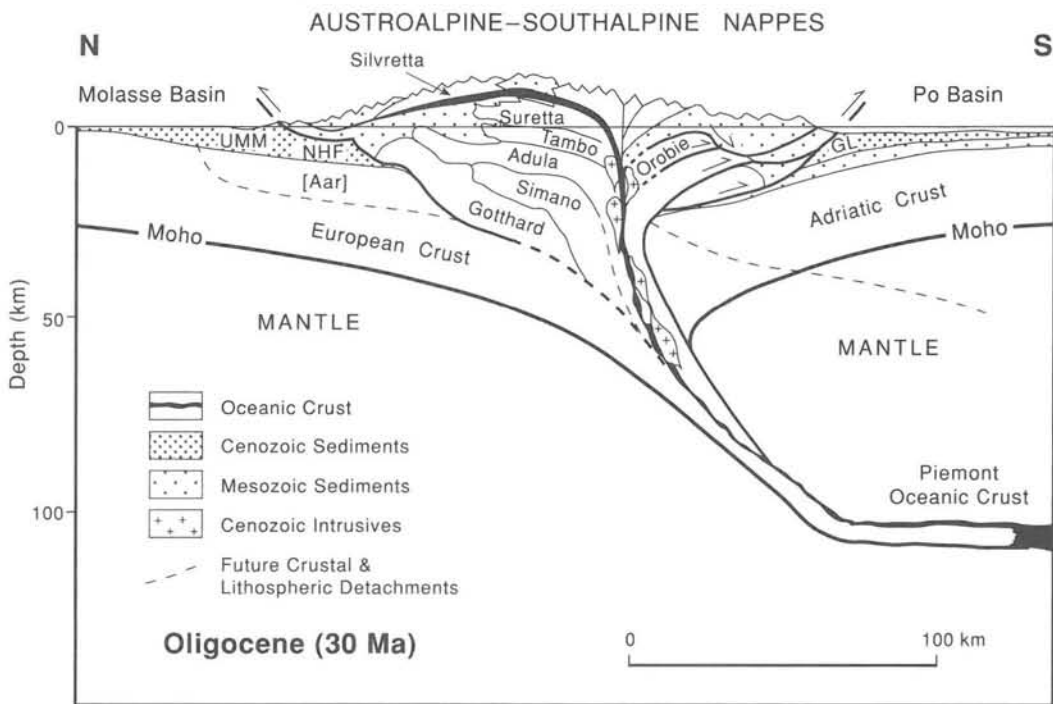 AUSTROALPINE–SOUTHALPINE NAPPES
N
S
Silvretta
Molasse Basin
Po Basin
0
Suretta
UMM
NHF
Tambo
Orobie
GL
Adula
[Aar]
Simano
Adriatic Crust
Gotthard
Moho
European Crust
Moho
50
MANTLE
MANTLE
Depth (km)
Oceanic Crust
Cenozoic Sediments
Mesozoic Sediments
Piemont
Oceanic Crust
100
Cenozoic Intrusives
Future Crustal &
Lithospheric Detachments
Oligocene (30 Ma)
0
100 km